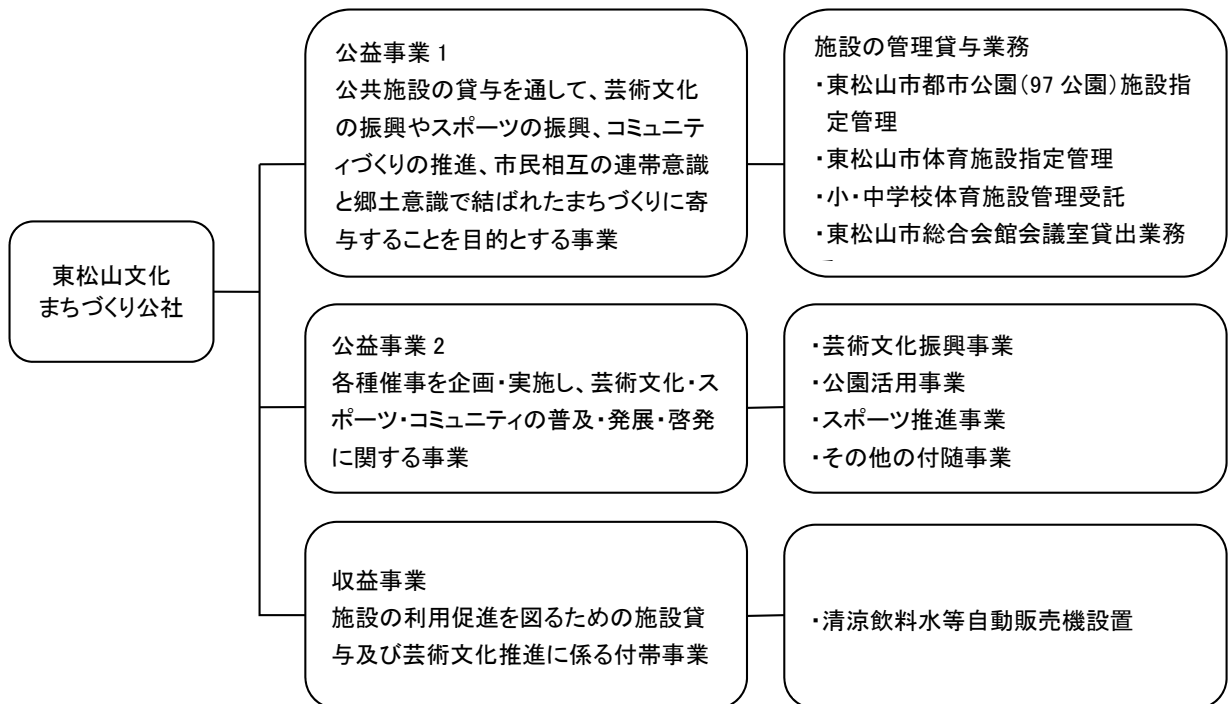 東松山文化
まちづくり公社
公益事業 1
公共施設の貸与を通して、芸術文化
の振興やスポーツの振興、コミュニテ
ィづくりの推進、市民相互の連帯意識
と郷土意識で結ばれたまちづくりに寄
与することを目的とする事業
施設の管理貸与業務
・東松山市都市公園(97 公園)施設指
定管理
・東松山市体育施設指定管理
・小・中学校体育施設管理受託
・東松山市総合会館会議室貸出業務
公益事業 2
各種催事を企画・実施し、芸術文化・ス
ポーツ・コミュニティの普及・発展・啓発
に関する事業
・芸術文化振興事業
・公園活用事業
・スポーツ推進事業
・その他の付随事業
収益事業
施設の利用促進を図るための施設貸
与及び芸術文化推進に係る付帯事業
・清涼飲料水等自動販売機設置